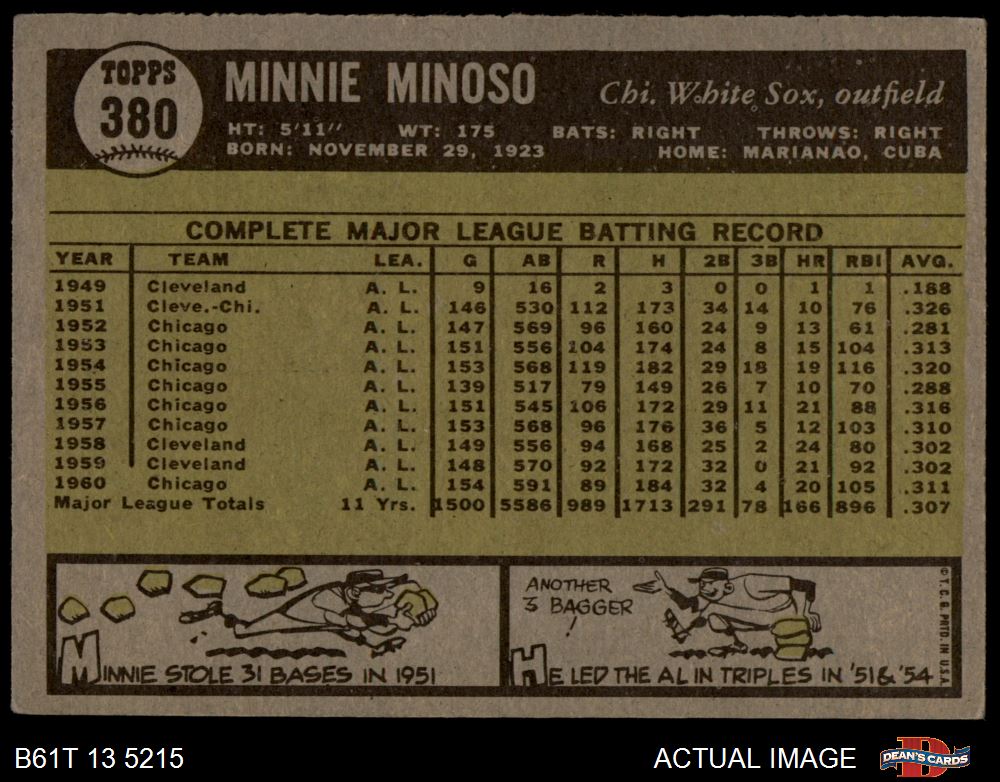 TOPPS
380
MINNIE MINOSO
Chi. White Sox, outfield
HT: 5'11" WT: 175 BATS: RIGHT THROWS: RIGHT
BORN: NOVEMBER 29, 1923 HOME: MARIANAO, CUBA
COMPLETE MAJOR LEAGUE BATTING RECORD
YEAR TEAM LEA. G AB R H 2B 3B HR RBI AVG.
1949 Cleveland A. L. 9 16 2 3 0 0 1 1 .188
1951 Cleve.-Chi. A. L. 146 530 112 173 34 14 10 76 .326
1952 Chicago A. L. 147 569 96 160 24 9 13 61 .281
1953 Chicago A. L. 151 556 104 174 24 8 15 104 .313
1954 Chicago A. L. 153 568 119 182 29 18 19 116 .320
1955 Chicago A. L. 139 517 79 149 26 7 10 70 .288
1956 Chicago A. L. 151 545 106 172 29 11 21 88 .316
1957 Chicago A. L. 153 568 96 176 36 5 12 103 .310
1958 Cleveland A. L. 149 556 94 168 25 2 24 80 .302
1959 Cleveland A. L. 148 570 92 172 32 0 21 92 .302
1960 Chicago A. L. 154 591 89 184 32 4 20 105 .311
Major League Totals 11 Yrs. 1500 5586 989 1713 291 78 166 896 .307
MINNIE STOLE 31 BASES IN 1951
ANOTHER
3 BAGGER
!
HE LED THE AL IN TRIPLES IN '51 & '54
© T. C. G. PRTD. IN U.S.A.
B61T 13 5215
ACTUAL IMAGE
D
DEAN'S CARDS